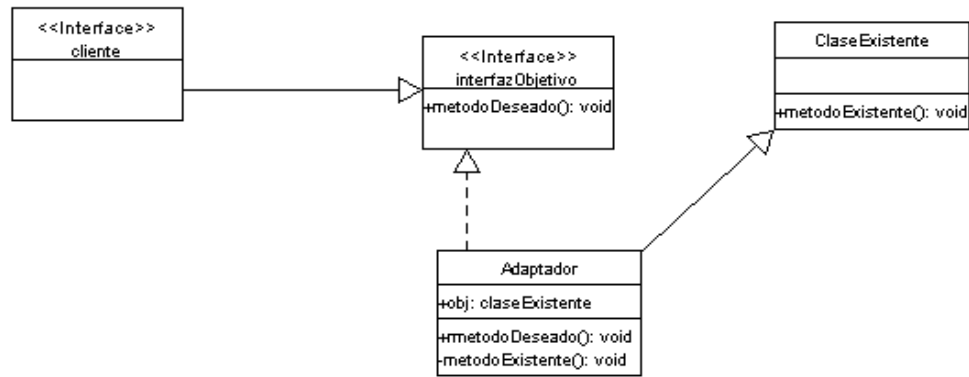 <<Interface>>
cliente
<<Interface>>
interfazObjetivo
+metodoDeseado(): void
ClaseExistente
+metodoExistente(): void
Adaptador
+obj: claseExistente
+metodoDeseado(): void
-metodoExistente(): void